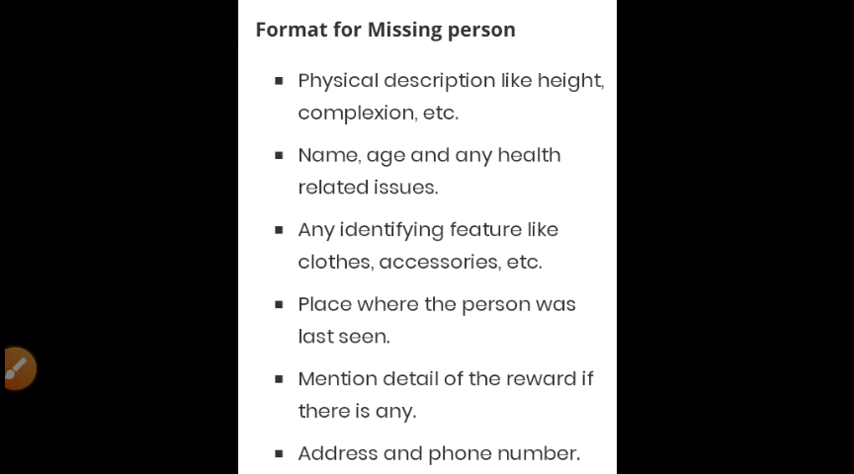 Format for Missing person
▪ Physical description like height,
complexion, etc.
▪ Name, age and any health
related issues.
▪ Any identifying feature like
clothes, accessories, etc.
▪ Place where the person was
last seen.
▪ Mention detail of the reward if
there is any.
▪ Address and phone number.